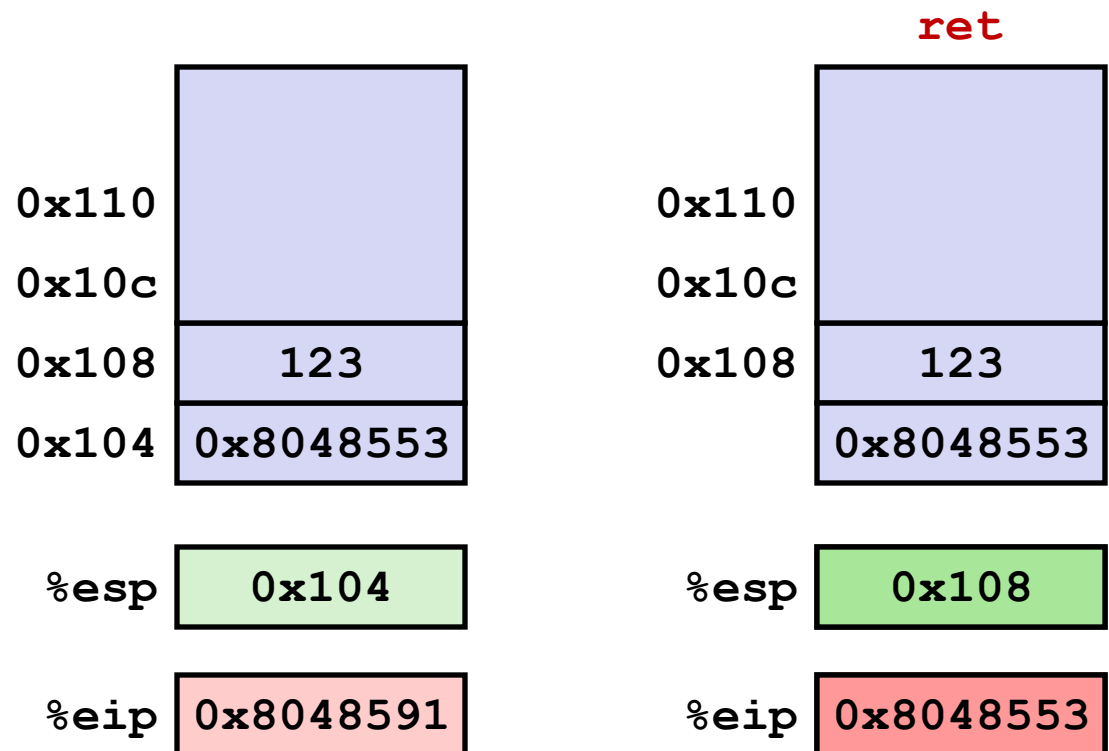 ret
0x110 0x110
0x10c 0x10c
0x108 123 0x108 123
0x104 0x8048553 0x8048553
%esp 0x104 %esp 0x108
%eip 0x8048591 %eip 0x8048553